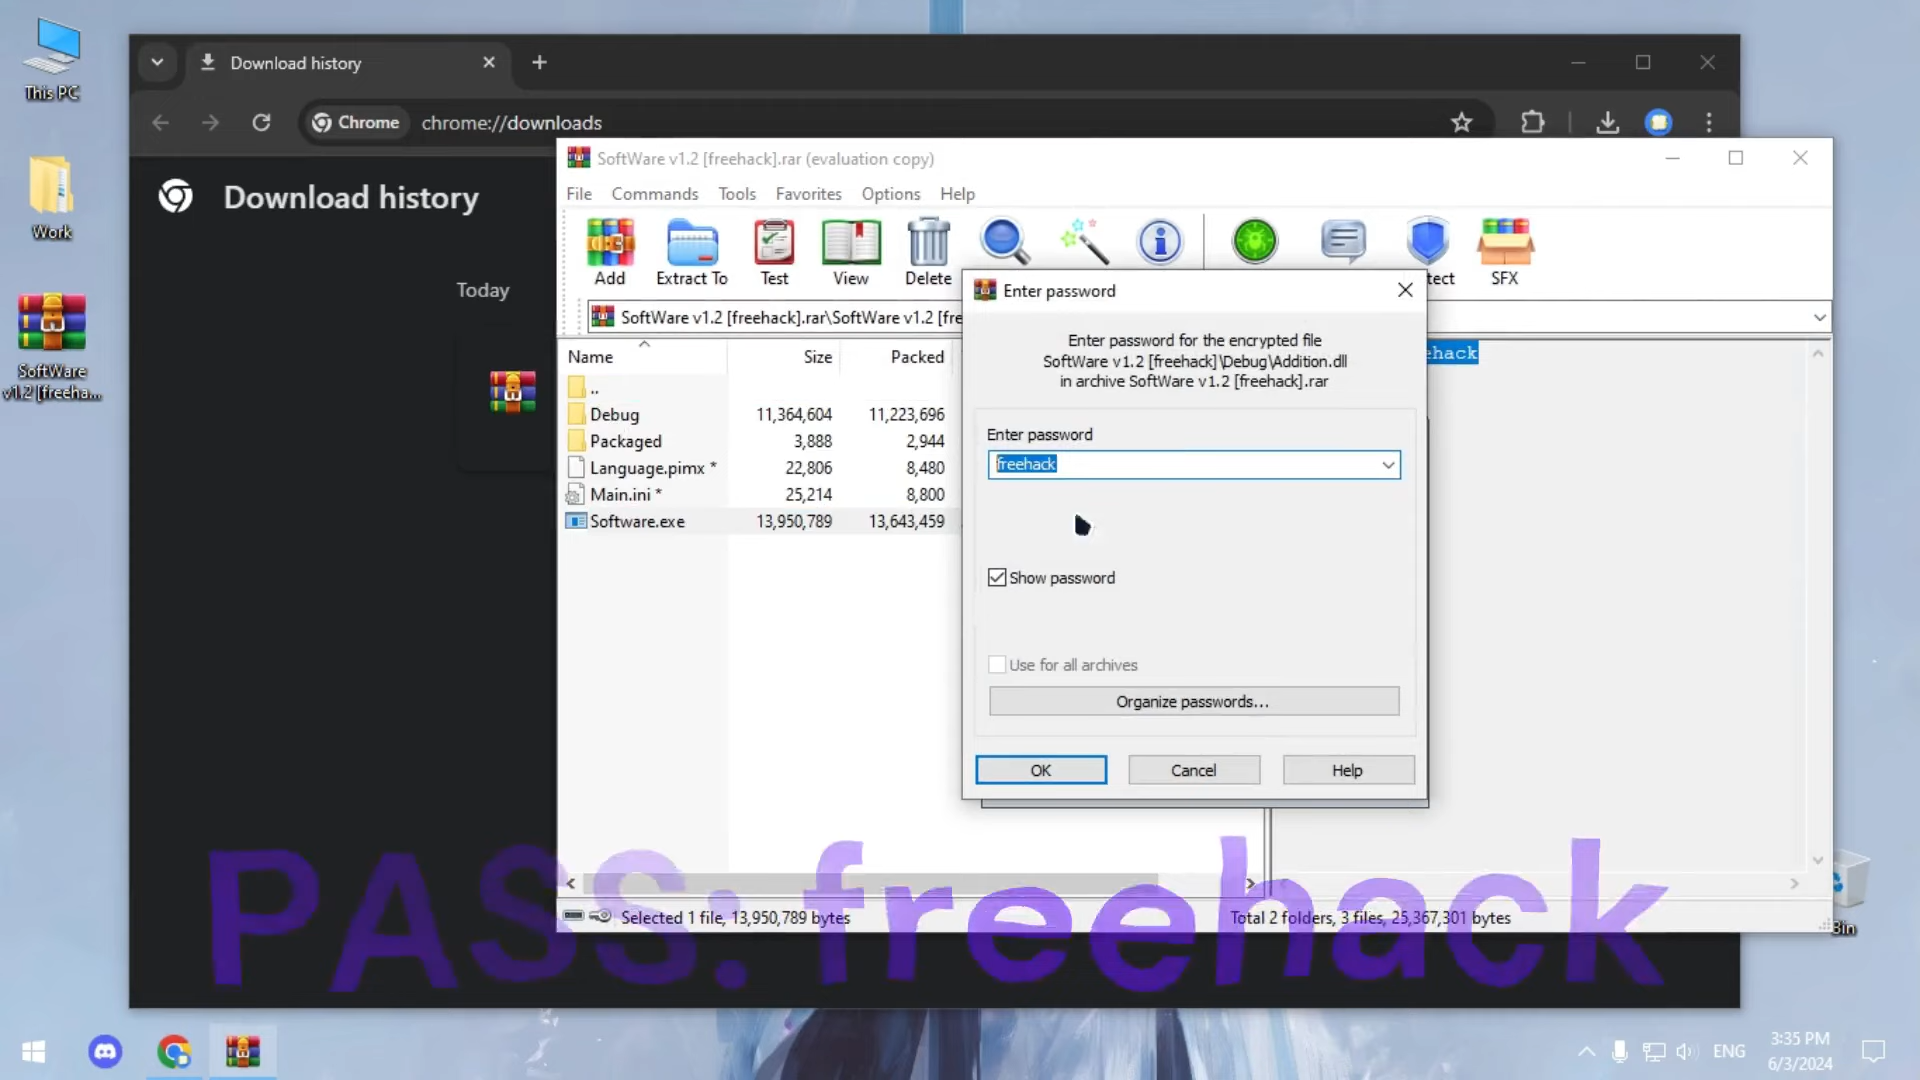 This PC
Work
SoftWare
v1.2 [freeha...
Download history
Chrome
chrome://downloads
Download history
Today
SoftWare v1.2 [freehack].rar (evaluation copy)
File Commands Tools Favorites Options Help
Add Extract To Test View Delete tect SFX
SoftWare v1.2 [freehack].rar\SoftWare v1.2 [fre
Name Size Packed
..
Debug 11,364,604 11,223,696
Packaged 3,888 2,944
Language.pimx * 22,806 8,480
Main.ini * 25,214 8,800
Software.exe 13,950,789 13,643,459
ehack
Enter password
Enter password for the encrypted file
SoftWare v1.2 [freehack]\Debug\Addition.dll
in archive SoftWare v1.2 [freehack].rar
Enter password
freehack
Show password
Use for all archives
Organize passwords...
OK Cancel Help
Selected 1 file, 13,950,789 bytes
Total 2 folders, 3 files, 25,367,301 bytes
PASS: freehack
Bin
ENG
3:35 PM
6/3/2024